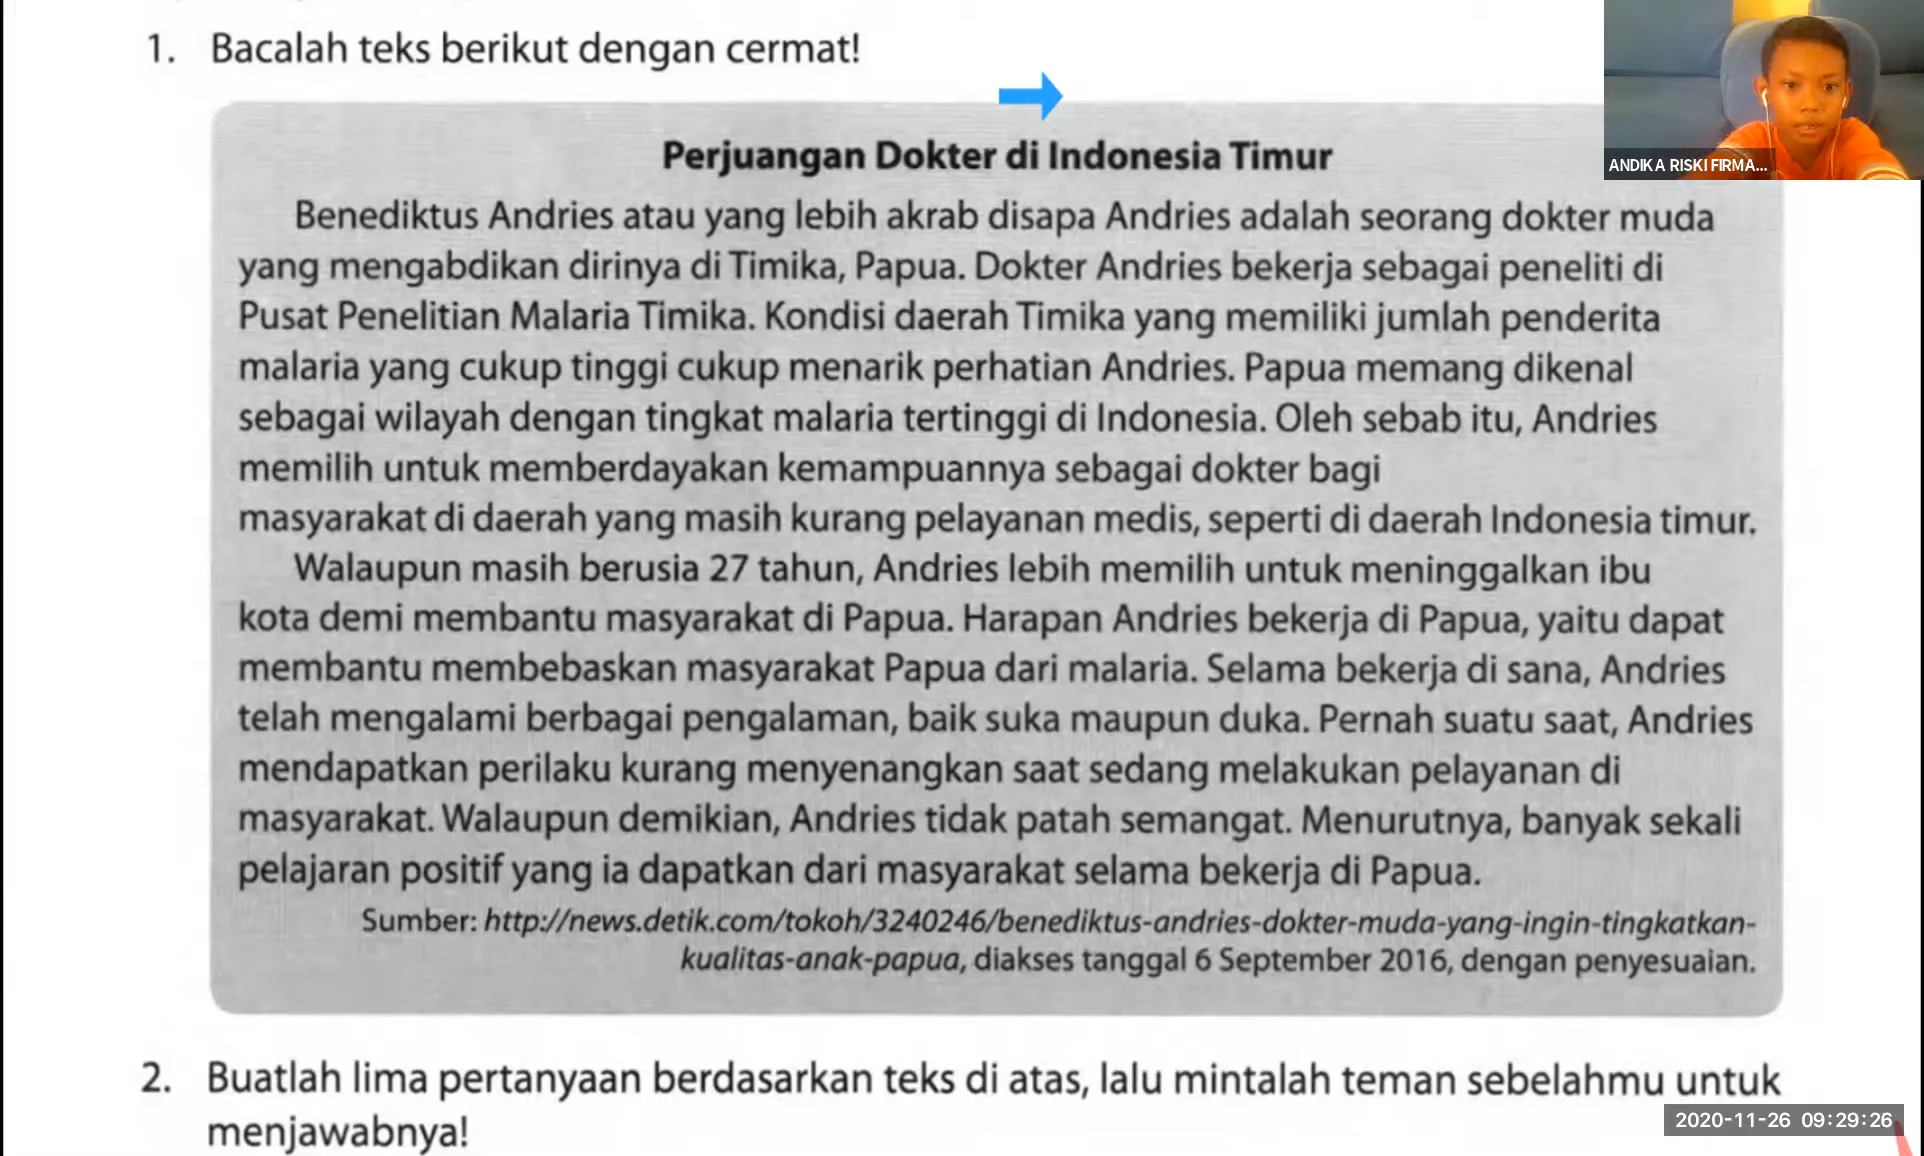 1. Bacalah teks berikut dengan cermat!
ANDIKA RISKI FIRMA...
Perjuangan Dokter di Indonesia Timur
Benediktus Andries atau yang lebih akrab disapa Andries adalah seorang dokter muda
yang mengabdikan dirinya di Timika, Papua. Dokter Andries bekerja sebagai peneliti di
Pusat Penelitian Malaria Timika. Kondisi daerah Timika yang memiliki jumlah penderita
malaria yang cukup tinggi cukup menarik perhatian Andries. Papua memang dikenal
sebagai wilayah dengan tingkat malaria tertinggi di Indonesia. Oleh sebab itu, Andries
memilih untuk memberdayakan kemampuannya sebagai dokter bagi
masyarakat di daerah yang masih kurang pelayanan medis, seperti di daerah Indonesia timur.
Walaupun masih berusia 27 tahun, Andries lebih memilih untuk meninggalkan ibu
kota demi membantu masyarakat di Papua. Harapan Andries bekerja di Papua, yaitu dapat
membantu membebaskan masyarakat Papua dari malaria. Selama bekerja di sana, Andries
telah mengalami berbagai pengalaman, baik suka maupun duka. Pernah suatu saat, Andries
mendapatkan perilaku kurang menyenangkan saat sedang melakukan pelayanan di
masyarakat. Walaupun demikian, Andries tidak patah semangat. Menurutnya, banyak sekali
pelajaran positif yang ia dapatkan dari masyarakat selama bekerja di Papua.
Sumber: http://news.detik.com/tokoh/3240246/benediktus-andries-dokter-muda-yang-ingin-tingkatkan-
kualitas-anak-papua, diakses tanggal 6 September 2016, dengan penyesuaian.
2. Buatlah lima pertanyaan berdasarkan teks di atas, lalu mintalah teman sebelahmu untuk
menjawabnya!
2020-11-26 09:29:26